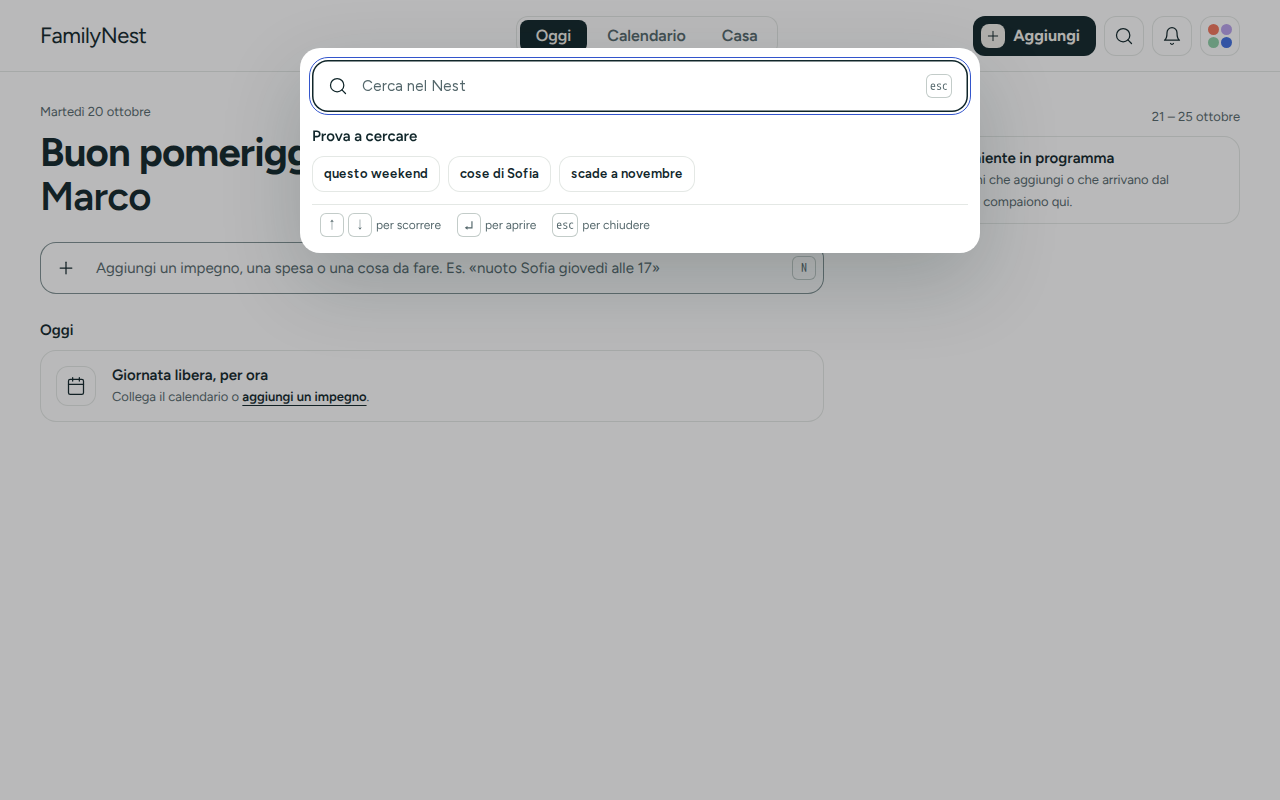 FamilyNest
Oggi
Calendario
Casa
Aggiungi
Cerca nel Nest
esc
Prova a cercare
questo weekend
cose di Sofia
scade a novembre
↑ ↓ per scorrere
↵ per aprire
esc per chiudere
Martedì 20 ottobre
Buon
Marco
21 – 25 ottobre
in programma
che aggiungi o che arrivano dal
compaiono qui.
Aggiungi un impegno, una spesa o una cosa da fare. Es. «nuoto Sofia giovedì alle 17»
N
Oggi
Giornata libera, per ora
Collega il calendario o aggiungi un impegno.